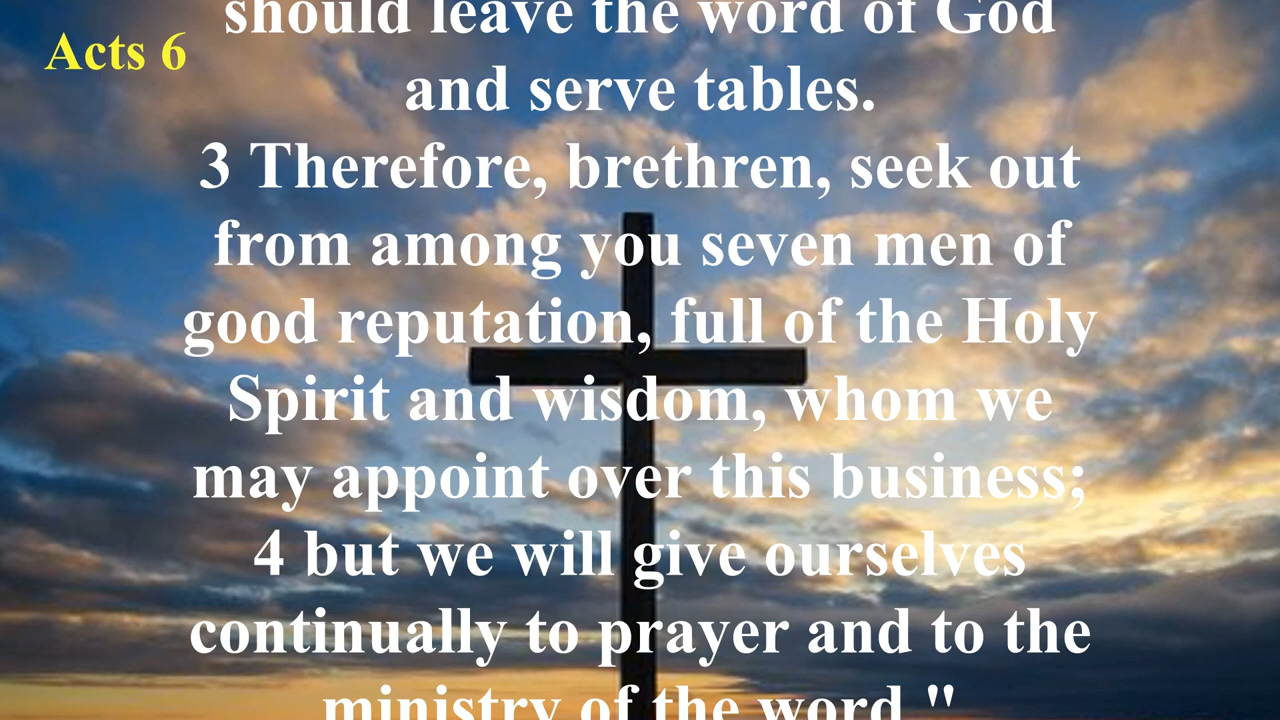 should leave the word of God
Acts 6
and serve tables.
3 Therefore, brethren, seek out
from among you seven men of
good reputation, full of the Holy
Spirit and wisdom, whom we
may appoint over this business;
4 but we will give ourselves
continually to prayer and to the
ministry of the word."